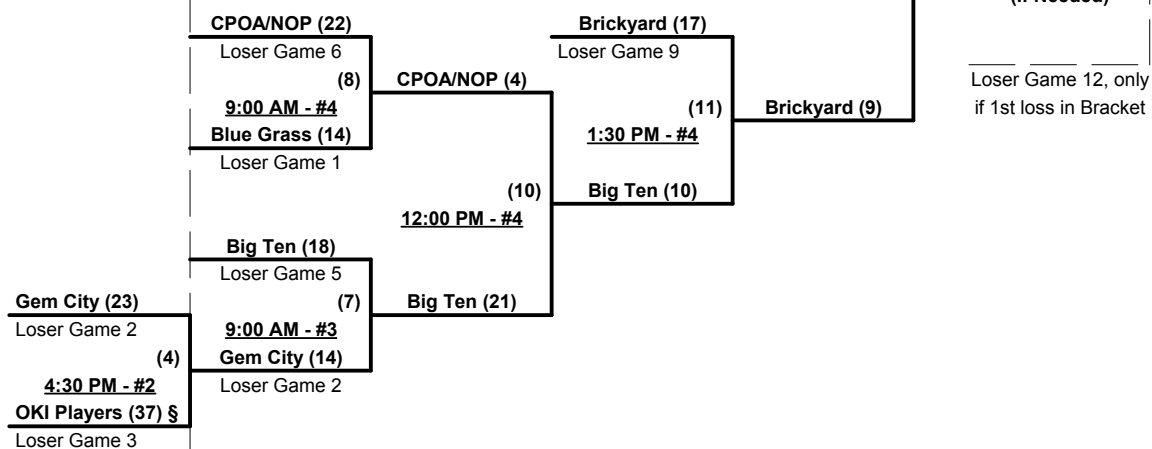 (If Needed)
CPOA/NOP (22)
Loser Game 6
(8)
9:00 AM - #4
Blue Grass (14)
Loser Game 1
CPOA/NOP (4)
Brickyard (17)
Loser Game 9
(11)
1:30 PM - #4
Brickyard (9)
Loser Game 12, only
if 1st loss in Bracket
(10)
12:00 PM - #4
Big Ten (10)
Big Ten (18)
Loser Game 5
(7)
9:00 AM - #3
Gem City (14)
Loser Game 2
Big Ten (21)
Gem City (23)
Loser Game 2
(4)
4:30 PM - #2
OKI Players (37) §
Loser Game 3